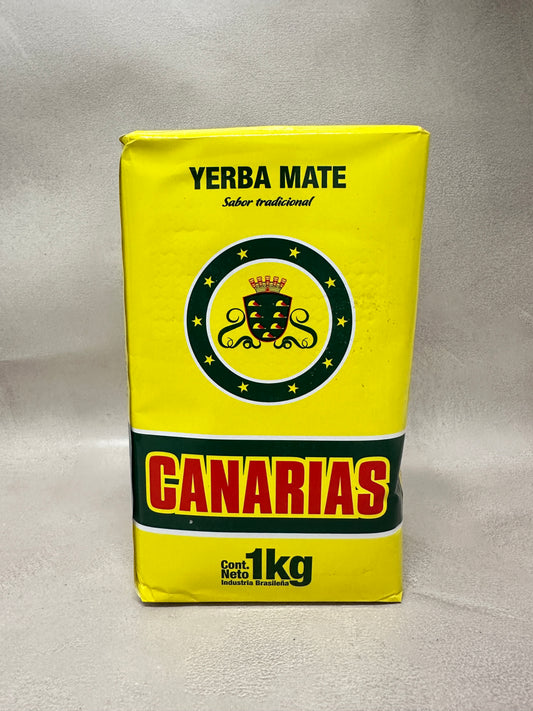 YERBA MATE
Sabor tradicional
CANARIAS
Cont.
Neto 1kg
Industria Brasileña